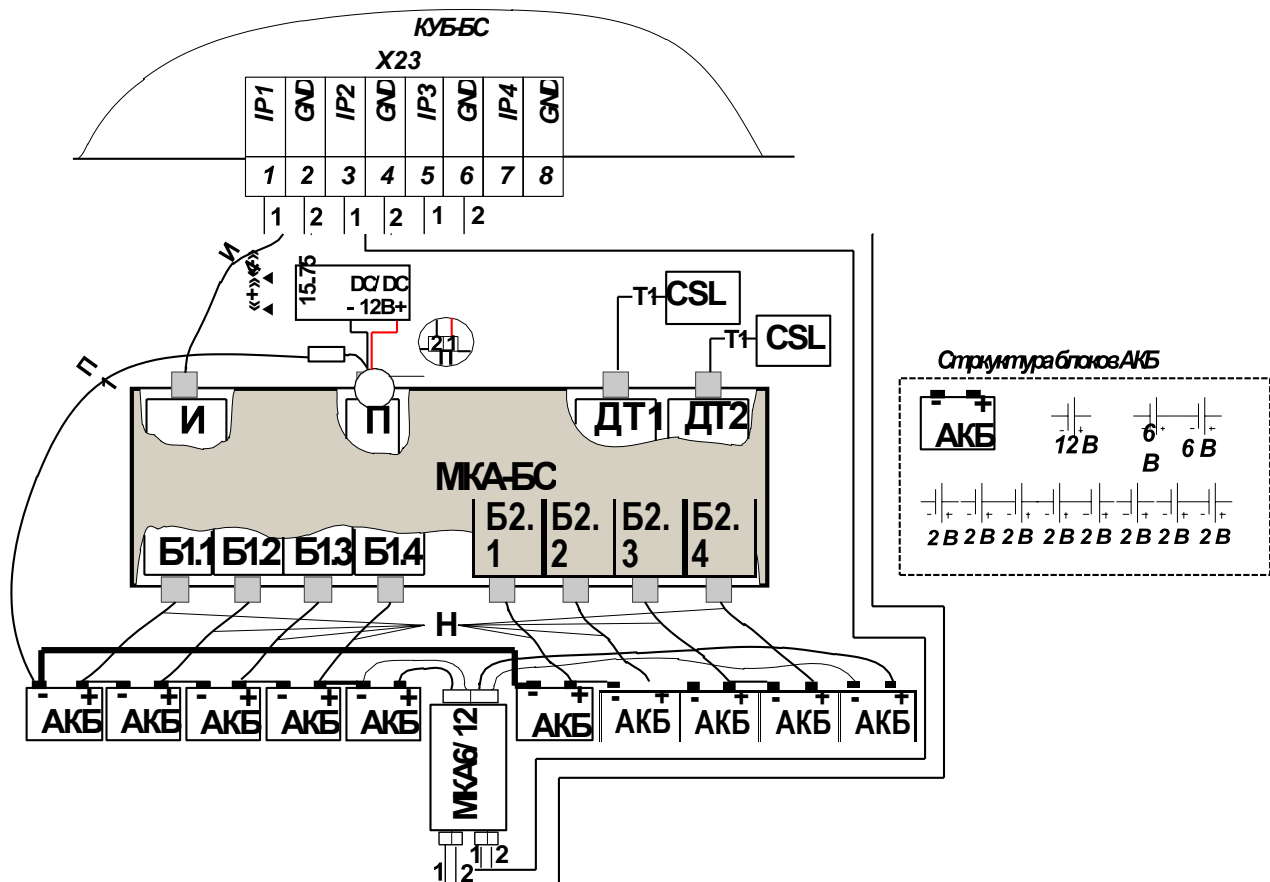 КУБ-БС
X23
IP1 GND IP2 GND IP3 GND IP4 GND
1 2 3 4 5 6 7 8
1 2 1 2 1 2
И
«+»
15.75
DC/DC
- 12В+
2 1
Т1 CSL
Т1 CSL
П1
И П ДТ1 ДТ2
МКА-БС
Б1.1 Б1.2 Б1.3 Б1.4
Б2.1 Б2.2 Б2.3 Б2.4
Н
- + - + - + - + - + - + - + - + - + - +
АКБ АКБ АКБ АКБ АКБ АКБ АКБ АКБ АКБ АКБ
МКА6/12
1 2 1 2
Стркуктура блоков АКБ
- +
АКБ
12 В
6 В 6 В
2 В 2 В 2 В 2 В 2 В 2 В 2 В 2 В